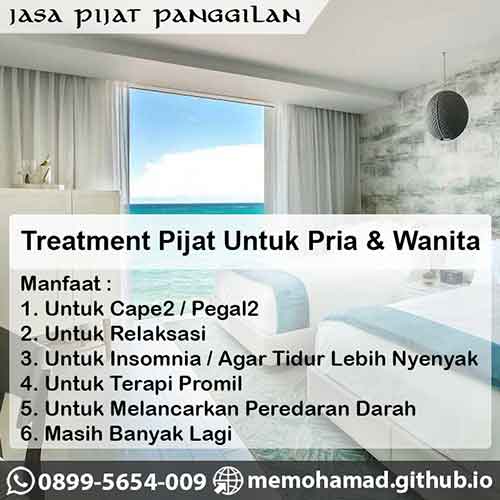 JASA PIJAT PANGGILAN
Treatment Pijat Untuk Pria & Wanita
Manfaat :
1. Untuk Cape2 / Pegal2
2. Untuk Relaksasi
3. Untuk Insomnia / Agar Tidur Lebih Nyenyak
4. Untuk Terapi Promil
5. Untuk Melancarkan Peredaran Darah
6. Masih Banyak Lagi
0899-5654-009 memohamad.github.io